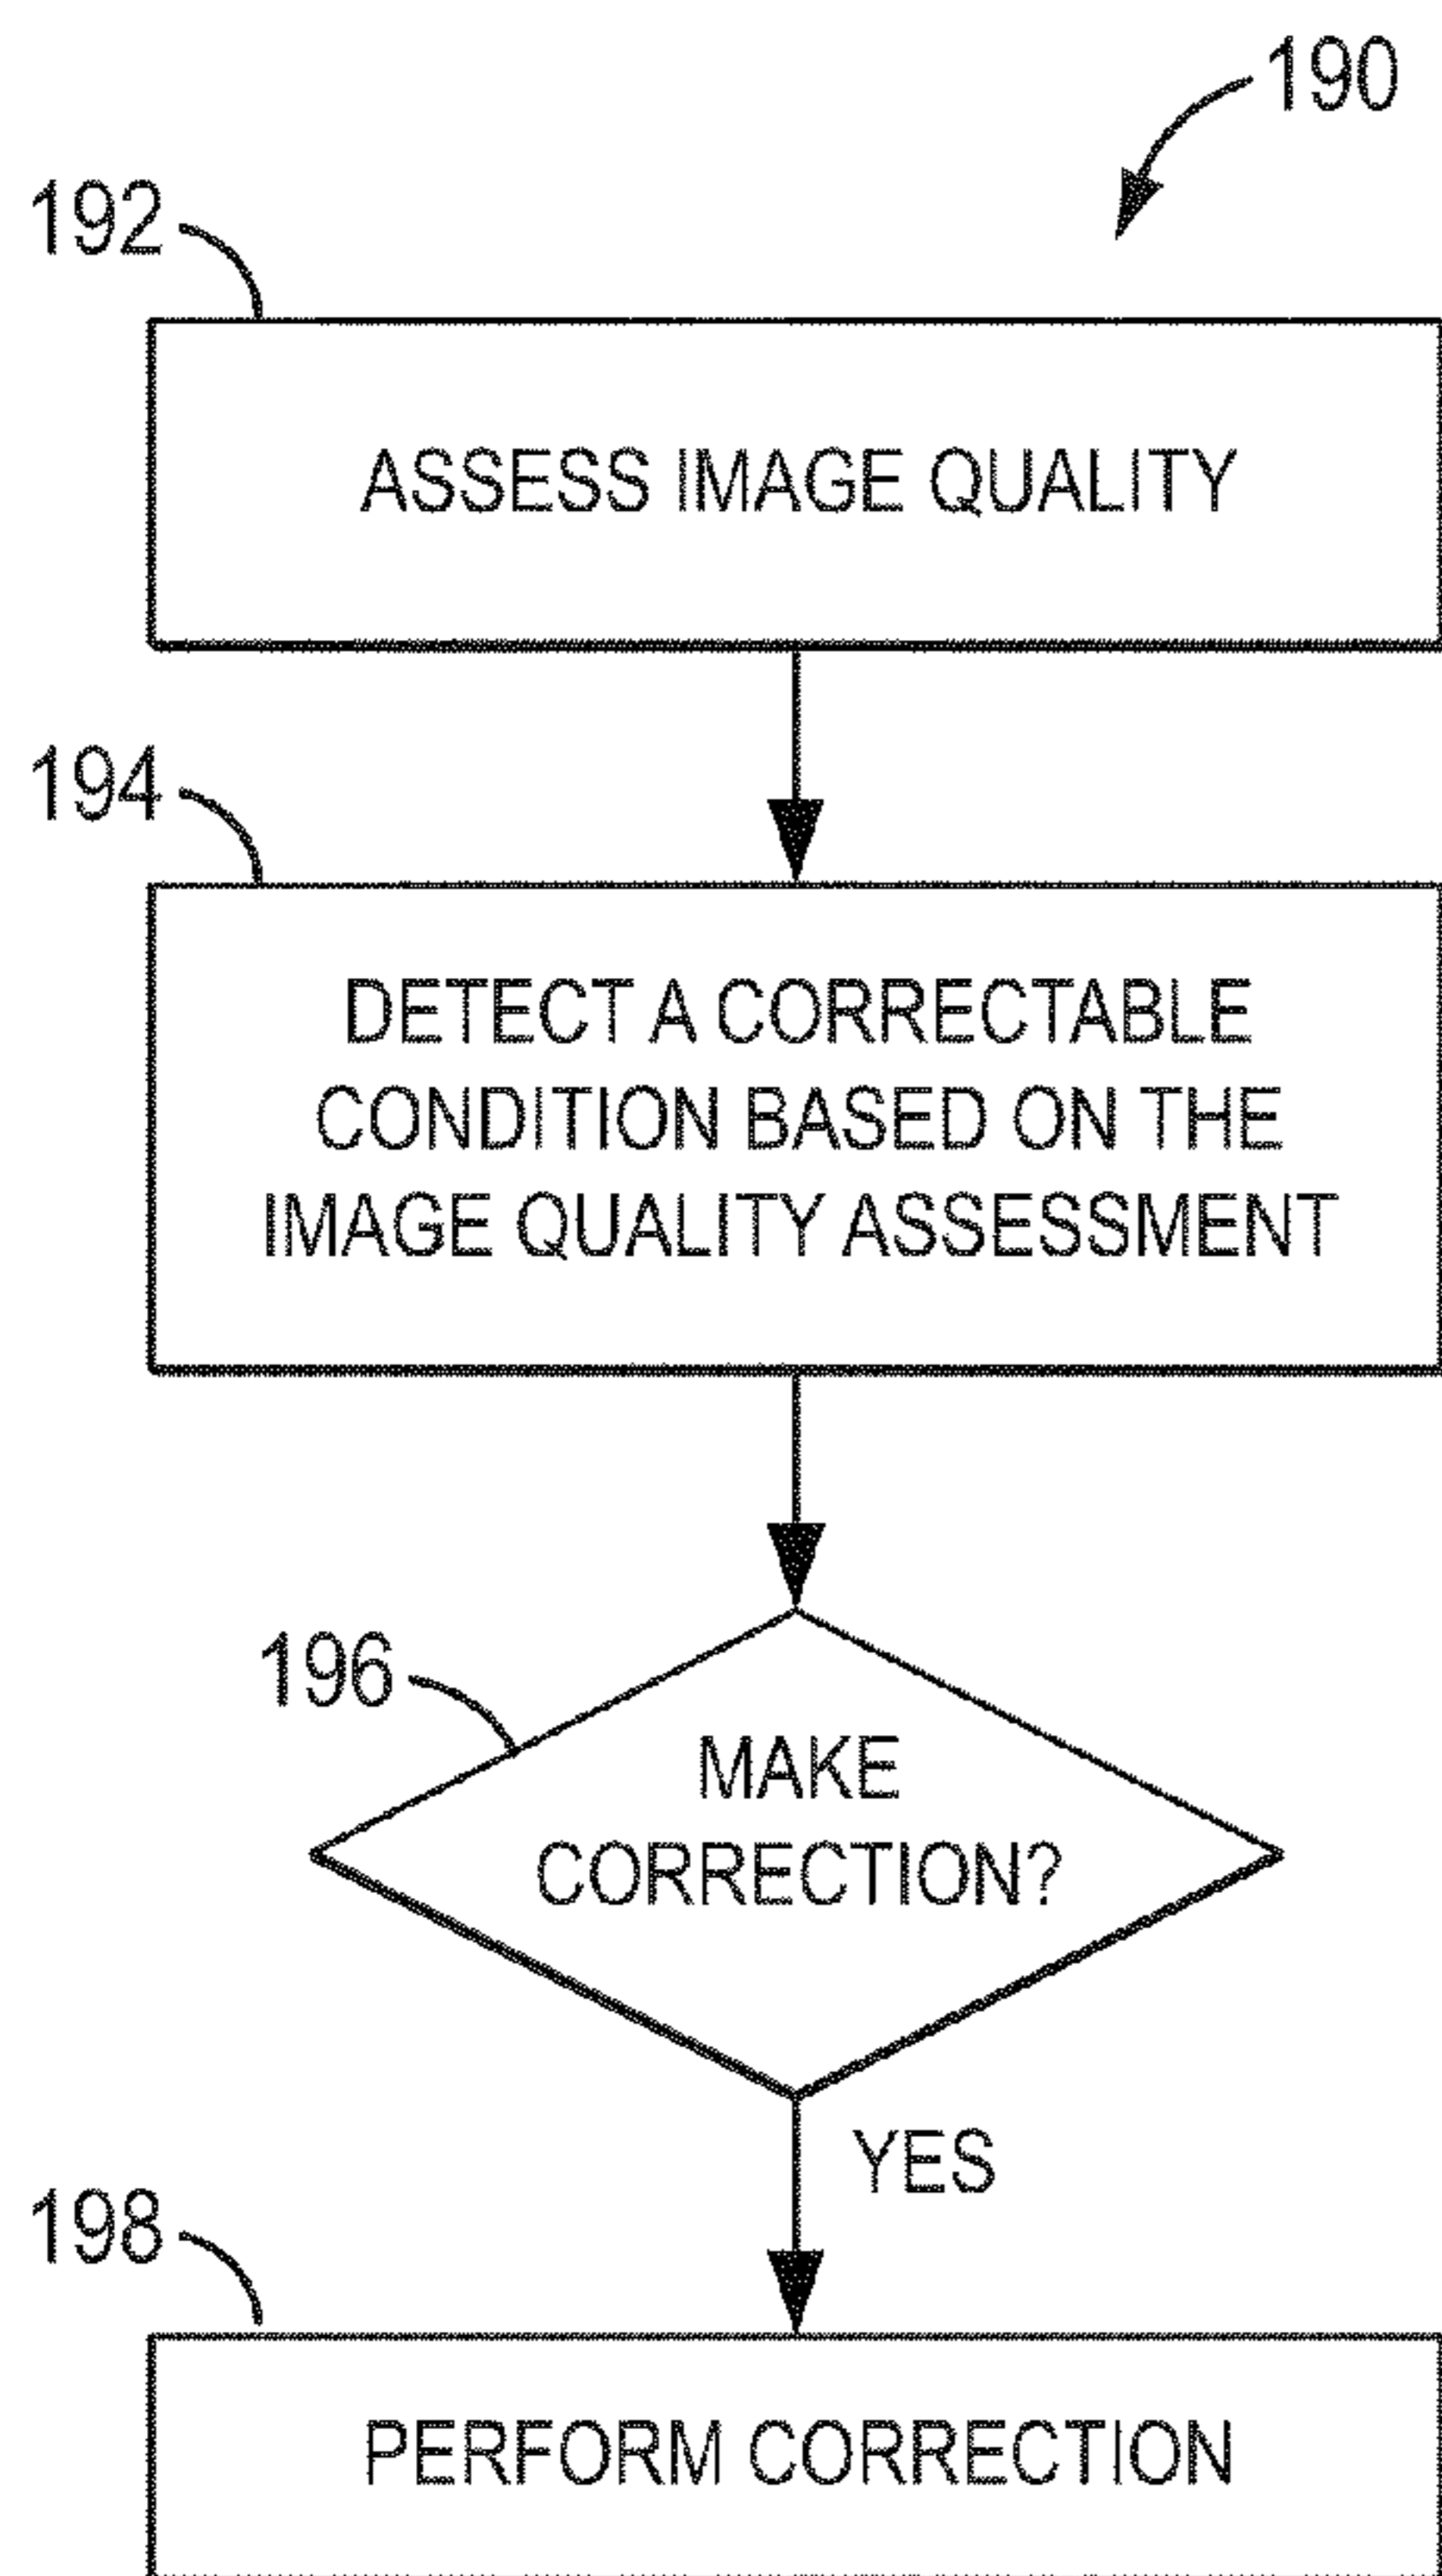 190
192
ASSESS IMAGE QUALITY
194
DETECT A CORRECTABLE
CONDITION BASED ON THE
IMAGE QUALITY ASSESSMENT
196
MAKE
CORRECTION?
YES
198
PERFORM CORRECTION